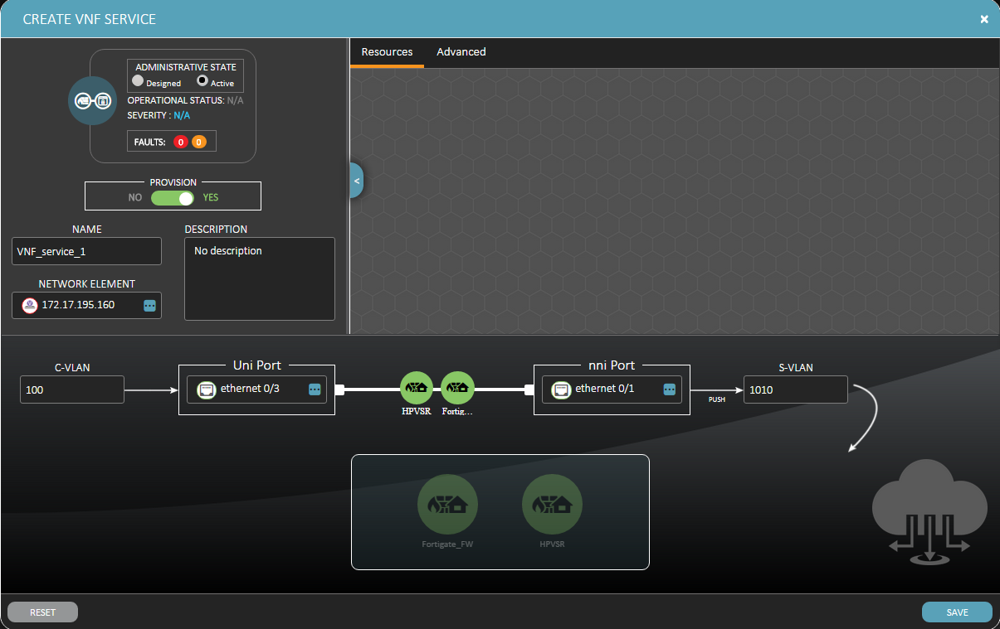 CREATE VNF SERVICE
×
Resources
Advanced
ADMINISTRATIVE STATE
Designed
Active
OPERATIONAL STATUS: N/A
SEVERITY : N/A
FAULTS: 0 0
<
PROVISION
NO
YES
NAME
DESCRIPTION
VNF_service_1
No description
NETWORK ELEMENT
172.17.195.160
C-VLAN
Uni Port
nni Port
S-VLAN
100
ethernet 0/3
ethernet 0/1
1010
PUSH
HPVSR
Fortig...
Fortigate_FW
HPVSR
RESET
SAVE